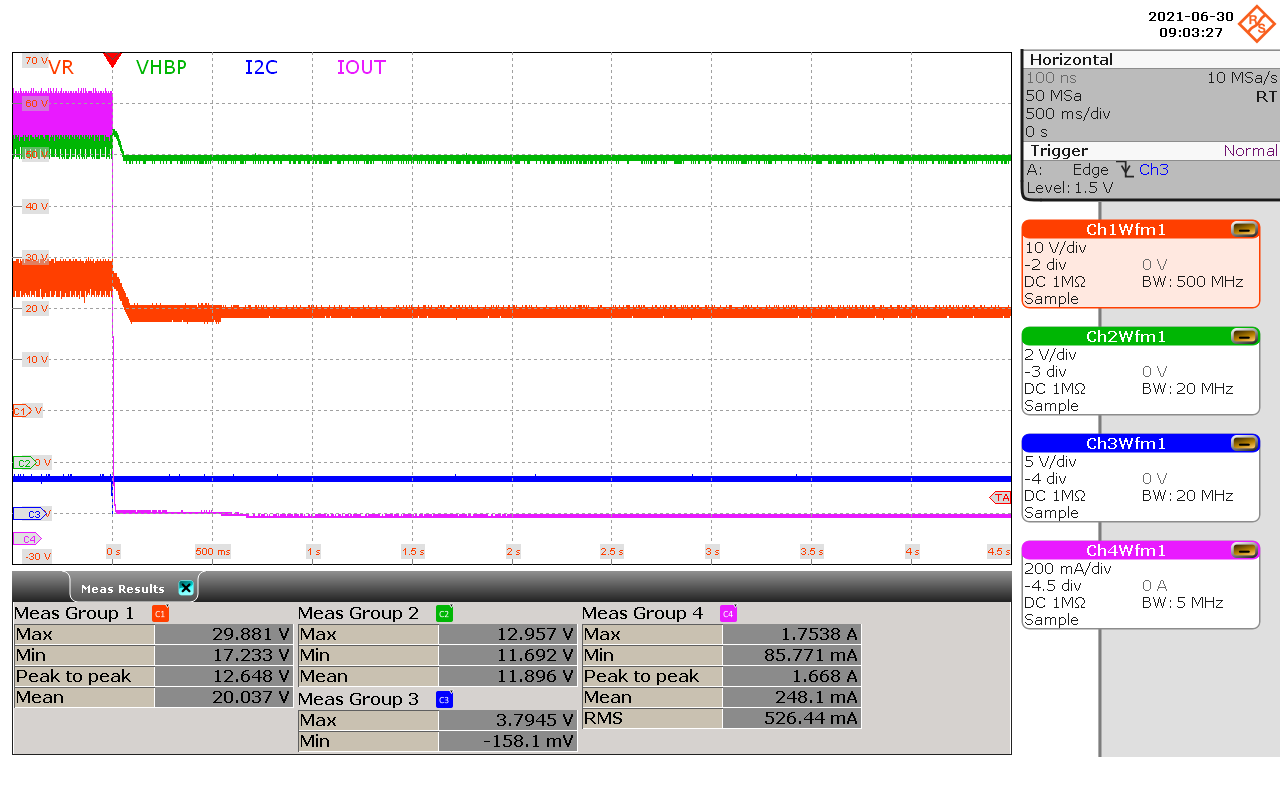 2021-06-30
09:03:27
VR VHBP I2C IOUT
70 V
60 V
40 V
30 V
20 V
10 V
C1 V
C2 0 V
C3 V
C4
-30 V
0 s 500 ms 1 s 1.5 s 2 s 2.5 s 3 s 3.5 s 4 s 4.5 s
TA
Horizontal
100 ns 10 MSa/s
50 MSa RT
500 ms/div
0 s
Trigger Normal
A: Edge Ch3
Level: 1.5 V
Ch1Wfm1
10 V/div
-2 div 0 V
DC 1MΩ BW: 500 MHz
Sample
Ch2Wfm1
2 V/div
-3 div 0 V
DC 1MΩ BW: 20 MHz
Sample
Ch3Wfm1
5 V/div
-4 div 0 V
DC 1MΩ BW: 20 MHz
Sample
Ch4Wfm1
200 mA/div
-4.5 div 0 A
DC 1MΩ BW: 5 MHz
Sample
Meas Results
Meas Group 1 C1
Max 29.881 V
Min 17.233 V
Peak to peak 12.648 V
Mean 20.037 V
Meas Group 2 C2
Max 12.957 V
Min 11.692 V
Mean 11.896 V
Meas Group 3 C3
Max 3.7945 V
Min -158.1 mV
Meas Group 4 C4
Max 1.7538 A
Min 85.771 mA
Peak to peak 1.668 A
Mean 248.1 mA
RMS 526.44 mA